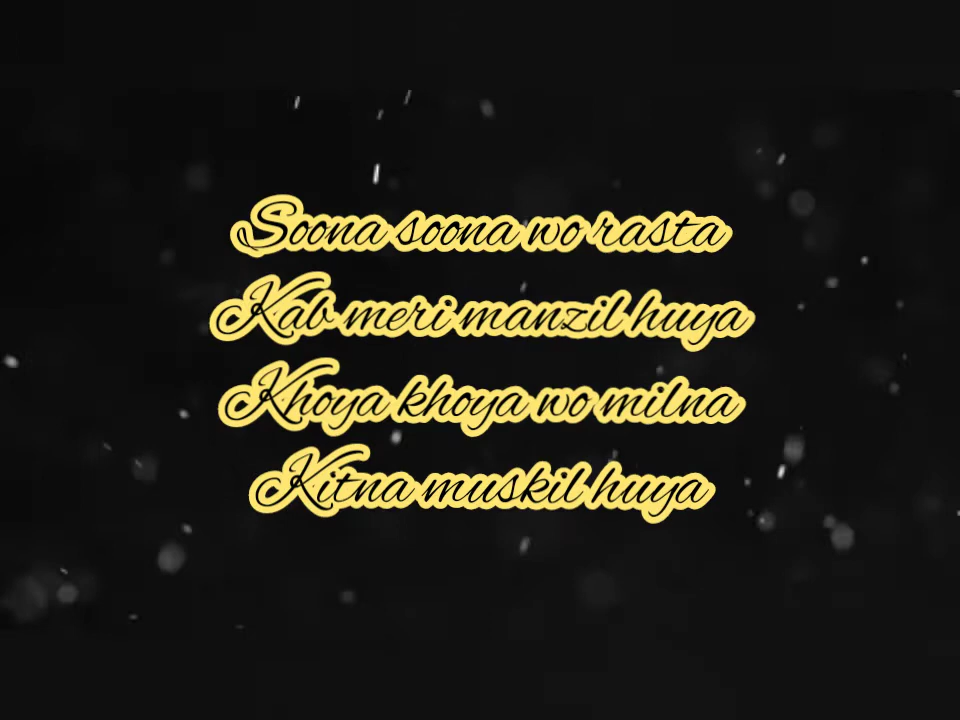 Soona soona wo rasta
Kab meri manzil huya
Khoya khoya wo milna
Kitna muskil huya